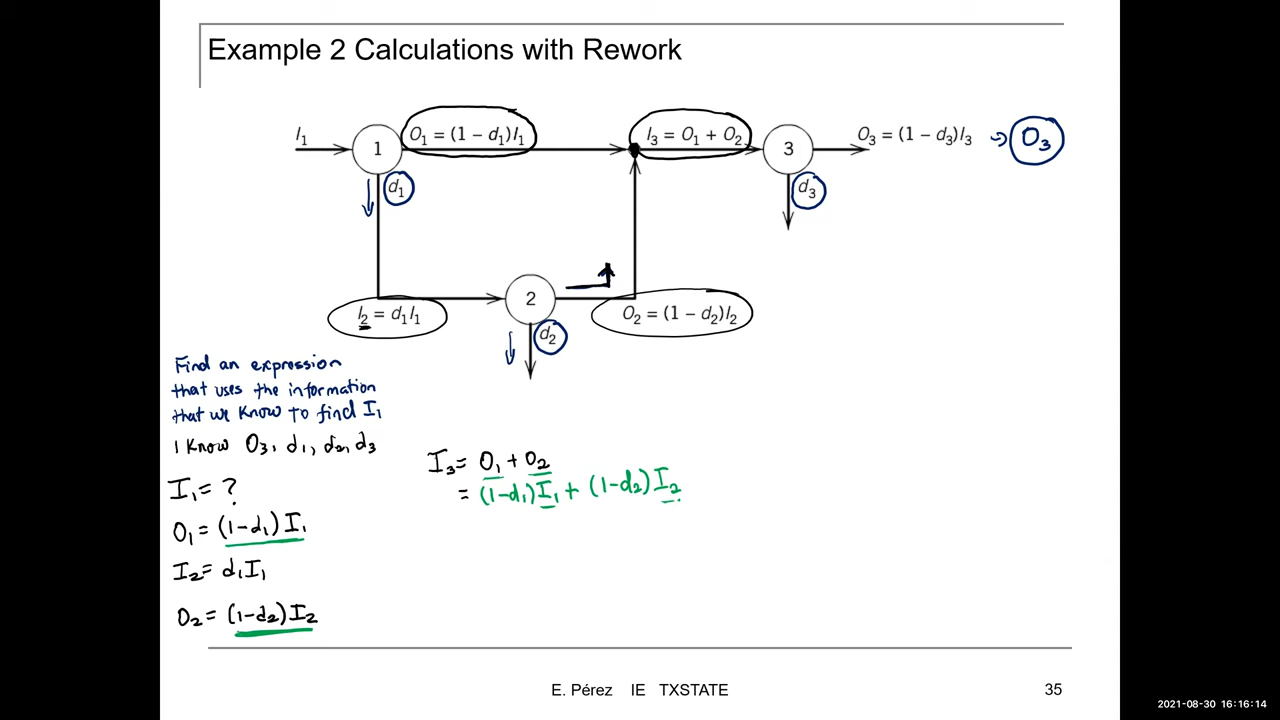 Example 2 Calculations with Rework
I₁
1
O₁ = (1 − d₁)I₁
I₃ = O₁ + O₂
3
O₃ = (1 − d₃)I₃
→ O₃
d₁
d₃
I₂ = d₁I₁
2
O₂ = (1 − d₂)I₂
d₂
Find an expression
that uses the information
that we know to find I₁
I know O₃, d₁, d₂, d₃
I₁ = ?
O₁ = (1-d₁) I₁
I₂ = d₁I₁
O₂ = (1-d₂) I₂
I₃ = O₁ + O₂
= (1-d₁) I₁ + (1-d₂) I₂
E. Pérez IE TXSTATE
35
2021-08-30 16:16:14